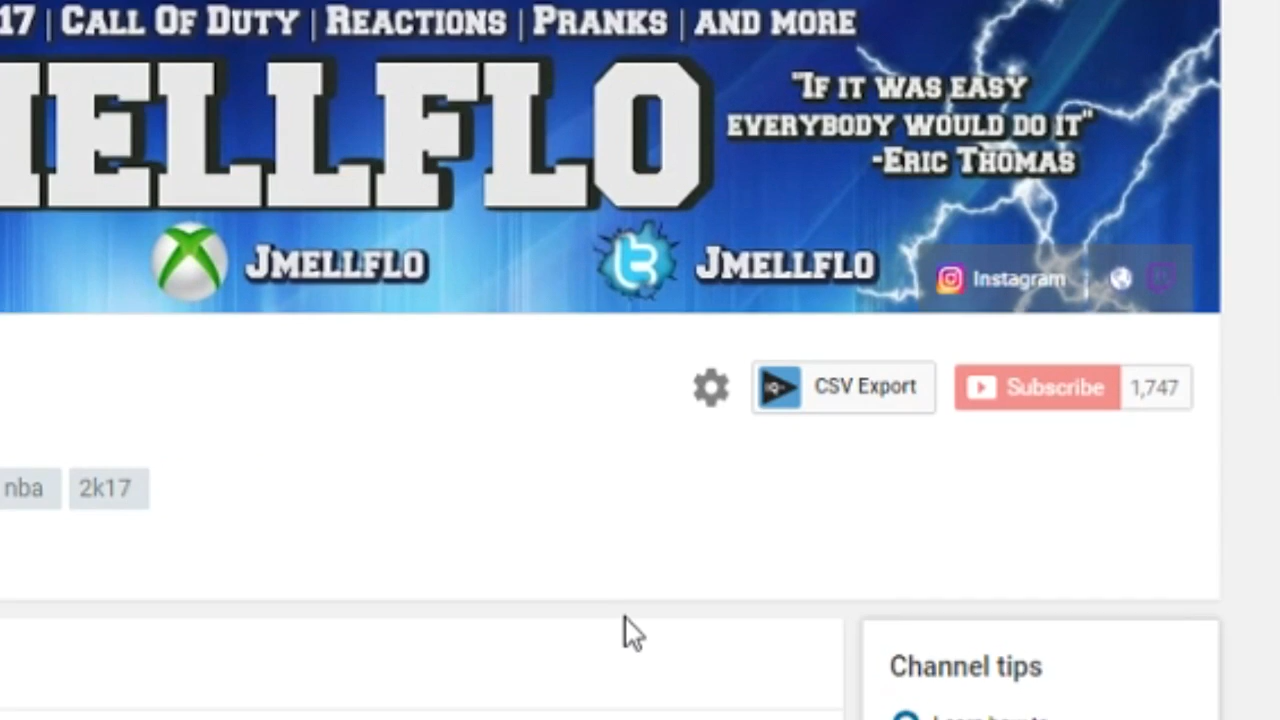 17 | CALL OF DUTY | REACTIONS | PRANKS | AND MORE
MELLFLO
"IF IT WAS EASY
EVERYBODY WOULD DO IT"
-ERIC THOMAS
JMELLFLO
JMELLFLO
Instagram
CSV Export
Subscribe 1,747
nba 2k17
Channel tips